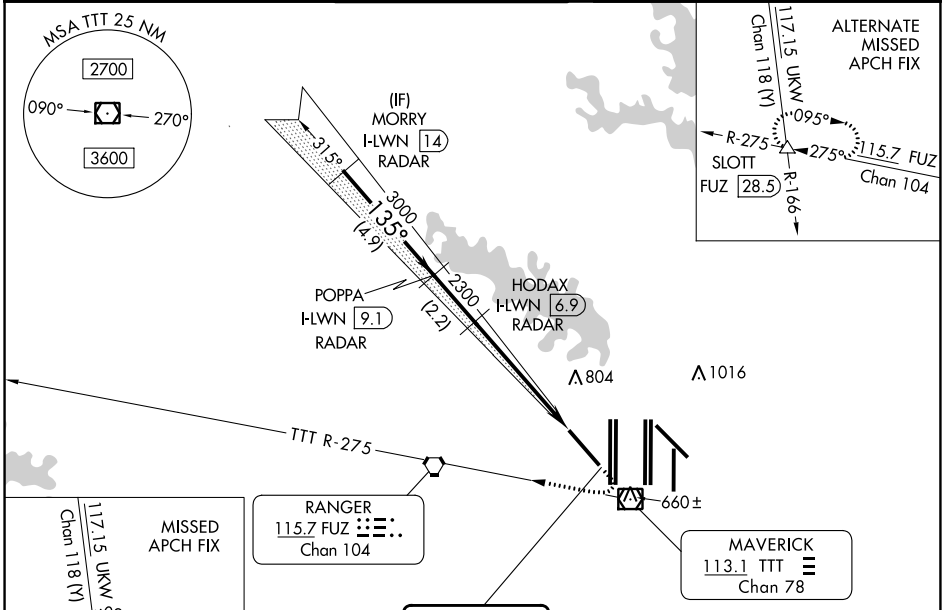 MSA TTT 25 NM
2700
090°
270°
3600
(IF)
MORRY
I-LWN 14
RADAR
315°
3000
135°
(4.9)
2300
(2.2)
POPPA
I-LWN 9.1
RADAR
HODAX
I-LWN 6.9
RADAR
ALTERNATE
MISSED
APCH FIX
117.15 UKW
Chan 118 (Y)
095°
R-275
275°
115.7 FUZ
Chan 104
SLOTT
FUZ 28.5
R-166
804
1016
TTT R-275
660±
RANGER
115.7 FUZ
Chan 104
MAVERICK
113.1 TTT
Chan 78
MISSED
APCH FIX
117.15 UKW
Chan 118 (Y)